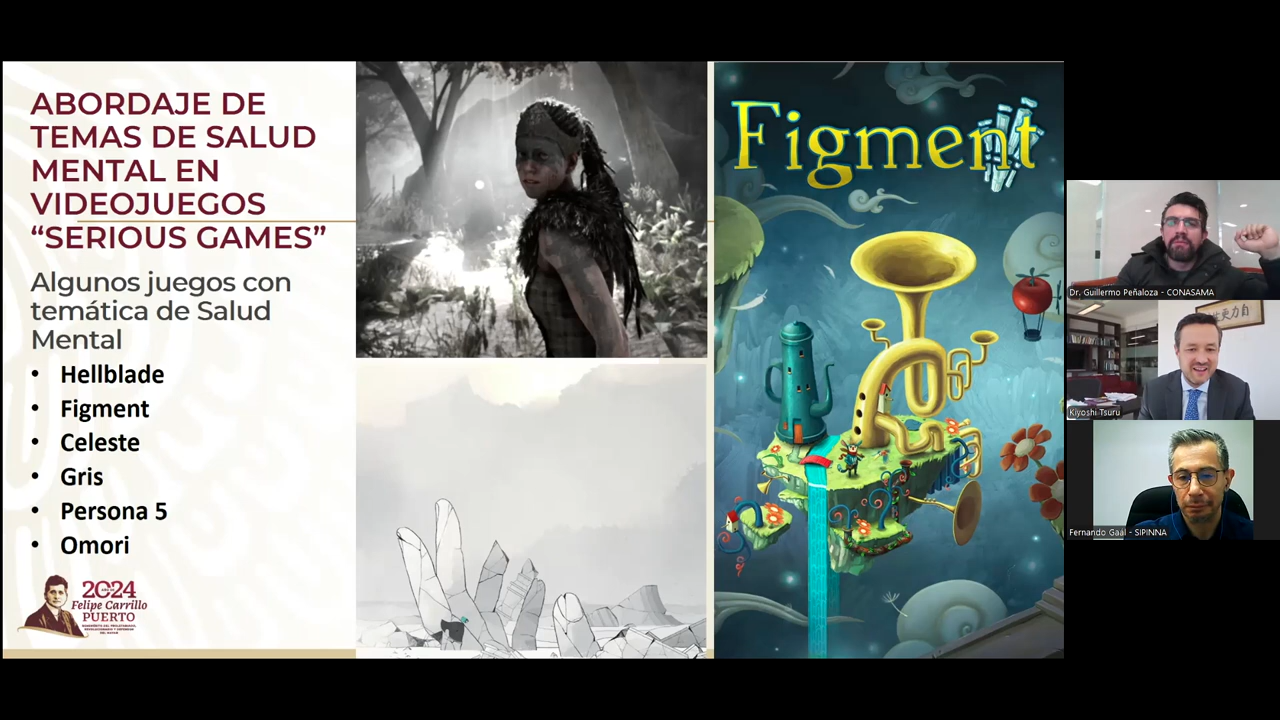 ABORDAJE DE
TEMAS DE SALUD
MENTAL EN
VIDEOJUEGOS
“SERIOUS GAMES”
Algunos juegos con
temática de Salud
Mental
• Hellblade
• Figment
• Celeste
• Gris
• Persona 5
• Omori
2024
Felipe Carrillo
PUERTO
Figment
Dr. Guillermo Peñaloza - CONASAMA
Kiyoshi Tsuru
Fernando Gaál - SIPINNA